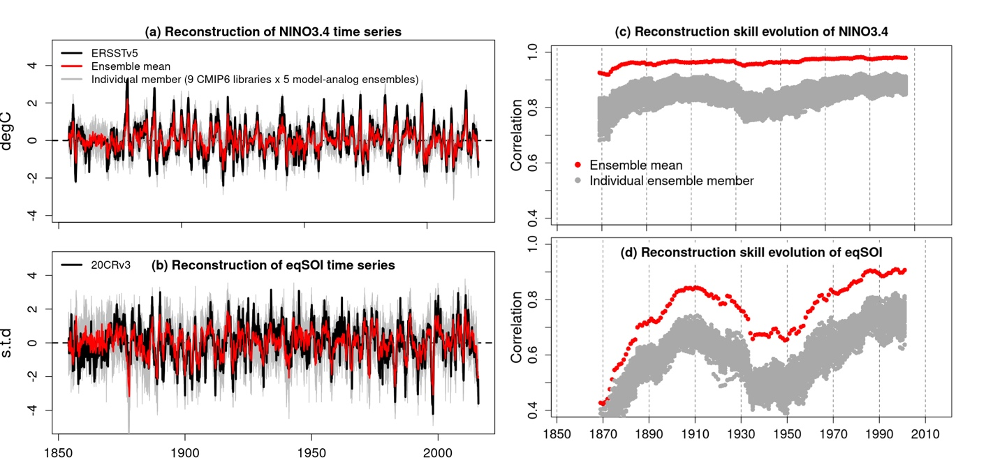 (a) Reconstruction of NINO3.4 time series
ERSSTv5
Ensemble mean
Individual member (9 CMIP6 libraries x 5 model-analog ensembles)
degC
4
2
0
-2
-4
(b) Reconstruction of eqSOI time series
20CRv3
s.t.d
4
2
0
-2
-4
1850 1900 1950 2000
(c) Reconstruction skill evolution of NINO3.4
Correlation
1.0
0.8
0.6
0.4
Ensemble mean
Individual ensemble member
(d) Reconstruction skill evolution of eqSOI
Correlation
1.0
0.8
0.6
0.4
1850 1870 1890 1910 1930 1950 1970 1990 2010